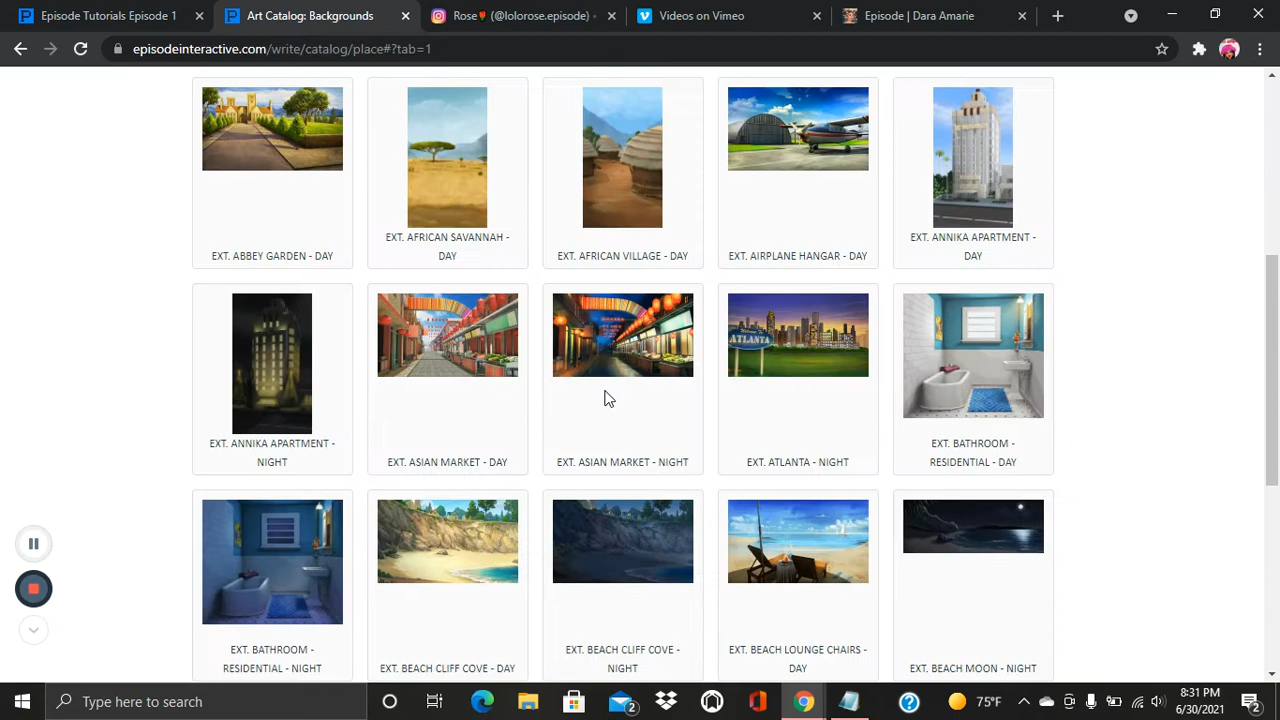 Episode Tutorials Episode 1
Art Catalog: Backgrounds
Rose🌹 (@lolorose.episode) ·
Videos on Vimeo
Episode | Dara Amarie
episodeinteractive.com/write/catalog/place#?tab=1
EXT. ABBEY GARDEN - DAY
EXT. AFRICAN SAVANNAH -
DAY
EXT. AFRICAN VILLAGE - DAY
EXT. AIRPLANE HANGAR - DAY
EXT. ANNIKA APARTMENT -
DAY
Welcome to
ATLANTA
EXT. ANNIKA APARTMENT -
NIGHT
EXT. ASIAN MARKET - DAY
EXT. ASIAN MARKET - NIGHT
EXT. ATLANTA - NIGHT
EXT. BATHROOM -
RESIDENTIAL - DAY
EXT. BATHROOM -
RESIDENTIAL - NIGHT
EXT. BEACH CLIFF COVE - DAY
EXT. BEACH CLIFF COVE -
NIGHT
EXT. BEACH LOUNGE CHAIRS -
DAY
EXT. BEACH MOON - NIGHT
Type here to search
2
75°F
8:31 PM
6/30/2021
2